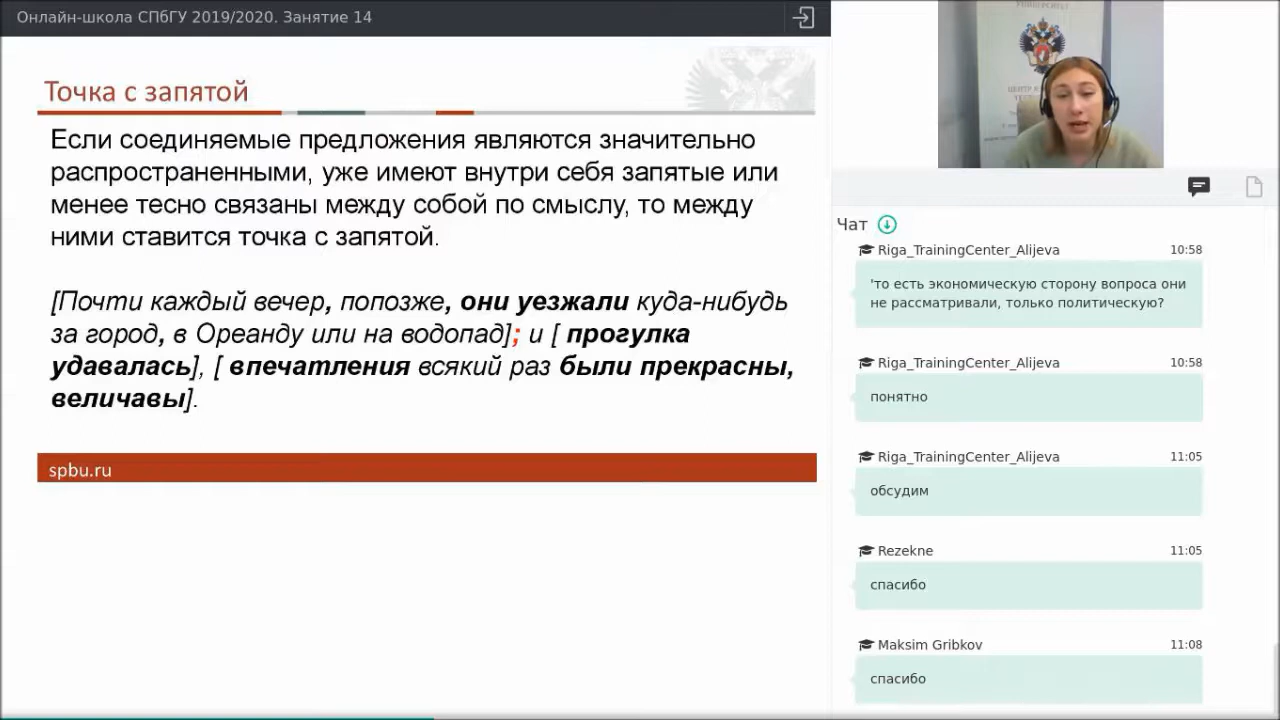 Онлайн-школа СПбГУ 2019/2020. Занятие 14
Точка с запятой
Если соединяемые предложения являются значительно
распространенными, уже имеют внутри себя запятые или
менее тесно связаны между собой по смыслу, то между
ними ставится точка с запятой.
[Почти каждый вечер, попозже, они уезжали куда-нибудь
за город, в Ореанду или на водопад]; и [ прогулка
удавалась], [ впечатления всякий раз были прекрасны,
величавы].
spbu.ru
Чат
Riga_TrainingCenter_Alijeva 10:58
'то есть экономическую сторону вопроса они
не рассматривали, только политическую?
Riga_TrainingCenter_Alijeva 10:58
понятно
Riga_TrainingCenter_Alijeva 11:05
обсудим
Rezekne 11:05
спасибо
Maksim Gribkov 11:08
спасибо